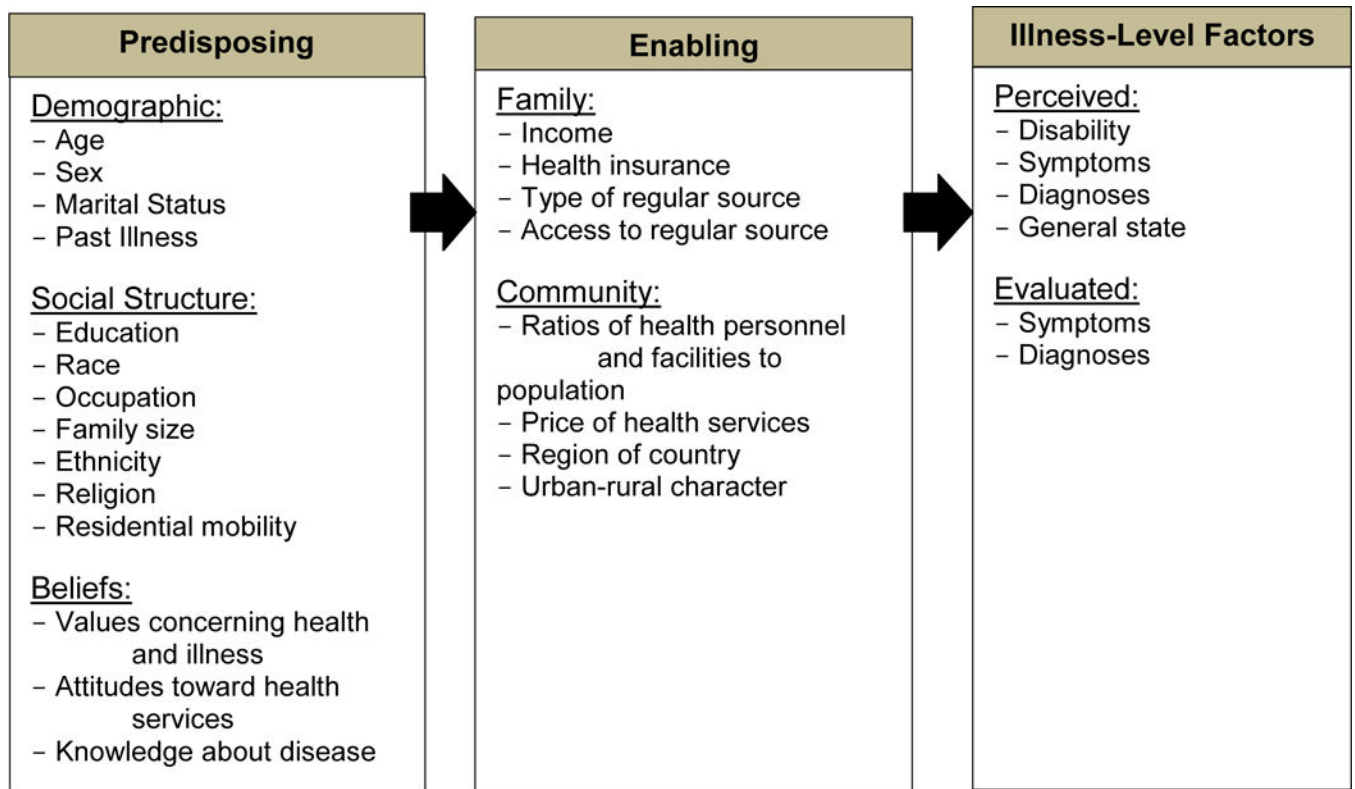 Predisposing
Demographic:
– Age
– Sex
– Marital Status
– Past Illness
Social Structure:
– Education
– Race
– Occupation
– Family size
– Ethnicity
– Religion
– Residential mobility
Beliefs:
– Values concerning health
and illness
– Attitudes toward health
services
– Knowledge about disease
Enabling
Family:
– Income
– Health insurance
– Type of regular source
– Access to regular source
Community:
– Ratios of health personnel
and facilities to
population
– Price of health services
– Region of country
– Urban-rural character
Illness-Level Factors
Perceived:
– Disability
– Symptoms
– Diagnoses
– General state
Evaluated:
– Symptoms
– Diagnoses